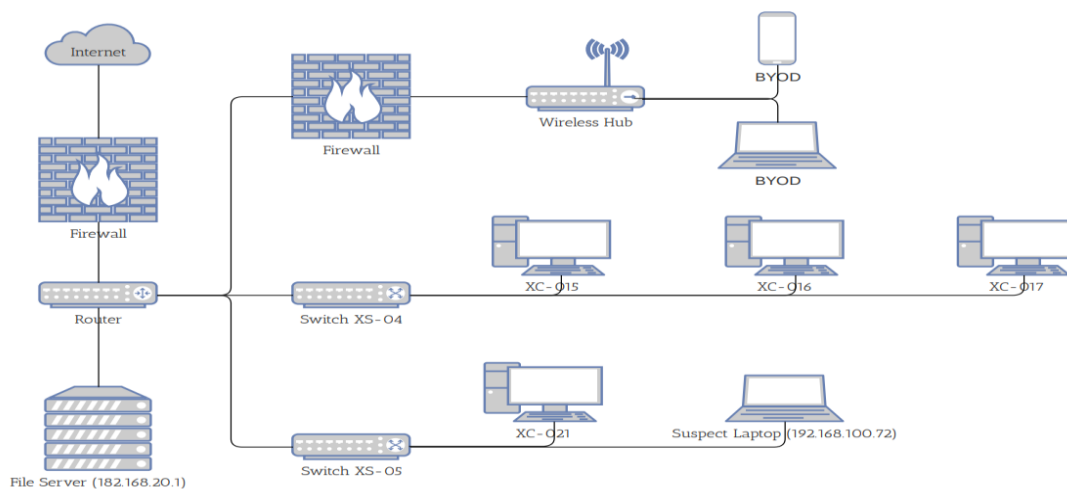 Internet
BYOD
Wireless Hub
Firewall
BYOD
Firewall
XC-015
XC-016
XC-017
Router
Switch XS-04
XC-021
Suspect Laptop (192.168.100.72)
Switch XS-05
File Server (182.168.20.1)